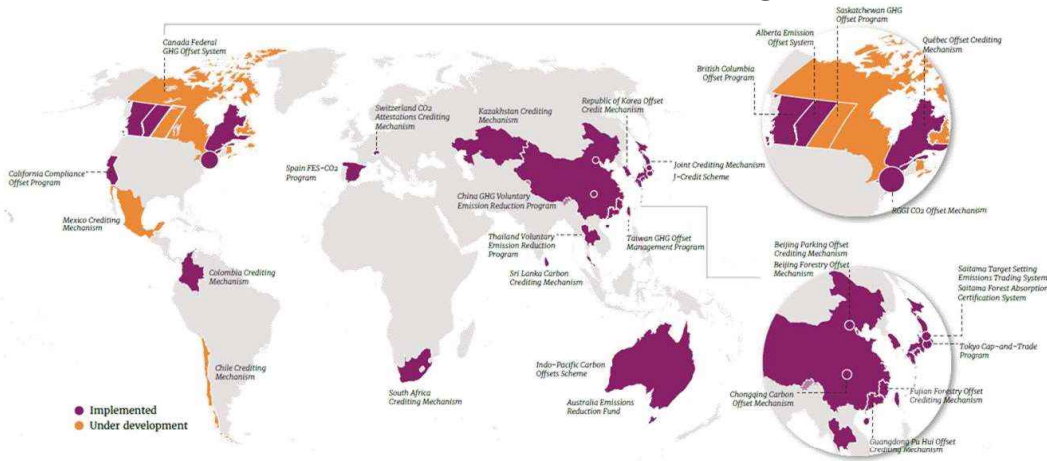 Canada Federal
GHG Offset System
California Compliance
Offset Program
Mexico Crediting
Mechanism
Colombia Crediting
Mechanism
Chile Crediting
Mechanism
Implemented
Under development
Switzerland CO2
Attestations Crediting
Mechanism
Spain FES-CO2
Program
Kazakhstan Crediting
Mechanism
Republic of Korea Offset
Credit Mechanism
Joint Crediting Mechanism
J-Credit Scheme
China GHG Voluntary
Emission Reduction Program
Thailand Voluntary
Emission Reduction
Program
Taiwan GHG Offset
Management Program
Sri Lanka Carbon
Crediting Mechanism
South Africa
Crediting Mechanism
Indo-Pacific Carbon
Offsets Scheme
Australia Emissions
Reduction Fund
Saskatchewan GHG
Offset Program
Alberta Emission
Offset System
Québec Offset Crediting
Mechanism
British Columbia
Offset Program
RGGI CO2 Offset Mechanism
Beijing Parking Offset
Crediting Mechanism
Beijing Forestry Offset
Mechanism
Saitama Target Setting
Emissions Trading System
Saitama Forest Absorption
Certification System
Tokyo Cap-and-Trade
Program
Chongqing Carbon
Offset Mechanism
Fujian Forestry Offset
Crediting Mechanism
Guangdong Pu Hui Offset
Crediting Mechanism